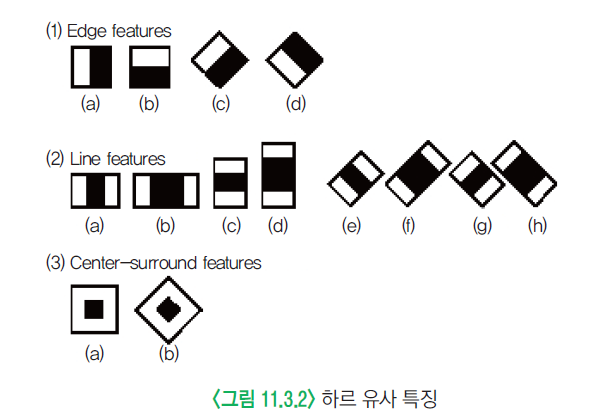 (1) Edge features
(a) (b) (c) (d)
(2) Line features
(a) (b) (c) (d) (e) (f) (g) (h)
(3) Center-surround features
(a) (b)
<그림 11.3.2> 하르 유사 특징